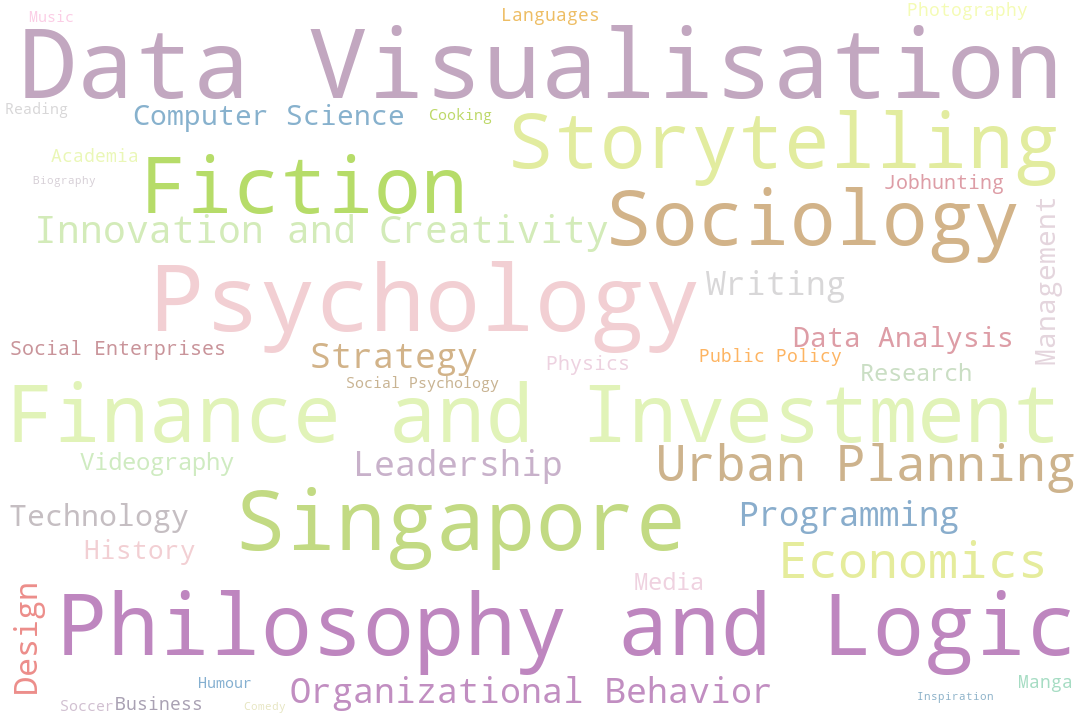 Music
Languages
Photography
Data Visualisation
Reading
Computer Science
Cooking
Storytelling
Academia
Biography
Fiction
Jobhunting
Sociology
Innovation and Creativity
Management
Psychology
Writing
Data Analysis
Social Enterprises
Strategy
Physics
Public Policy
Social Psychology
Research
Finance and Investment
Videography
Leadership
Urban Planning
Technology
Singapore
Programming
History
Economics
Media
Design
Philosophy and Logic
Humour
Organizational Behavior
Manga
Soccer
Business
Comedy
Inspiration